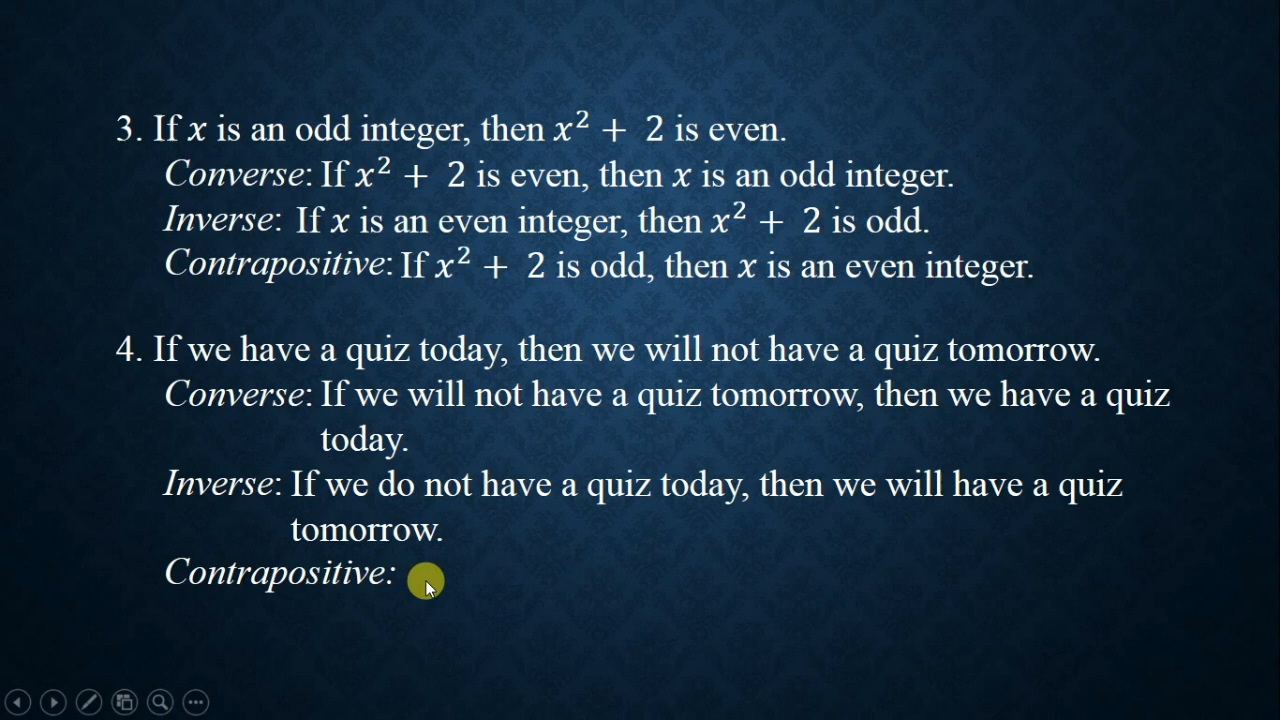 3. If x is an odd integer, then x² + 2 is even.
Converse: If x² + 2 is even, then x is an odd integer.
Inverse: If x is an even integer, then x² + 2 is odd.
Contrapositive: If x² + 2 is odd, then x is an even integer.
4. If we have a quiz today, then we will not have a quiz tomorrow.
Converse: If we will not have a quiz tomorrow, then we have a quiz
today.
Inverse: If we do not have a quiz today, then we will have a quiz
tomorrow.
Contrapositive: